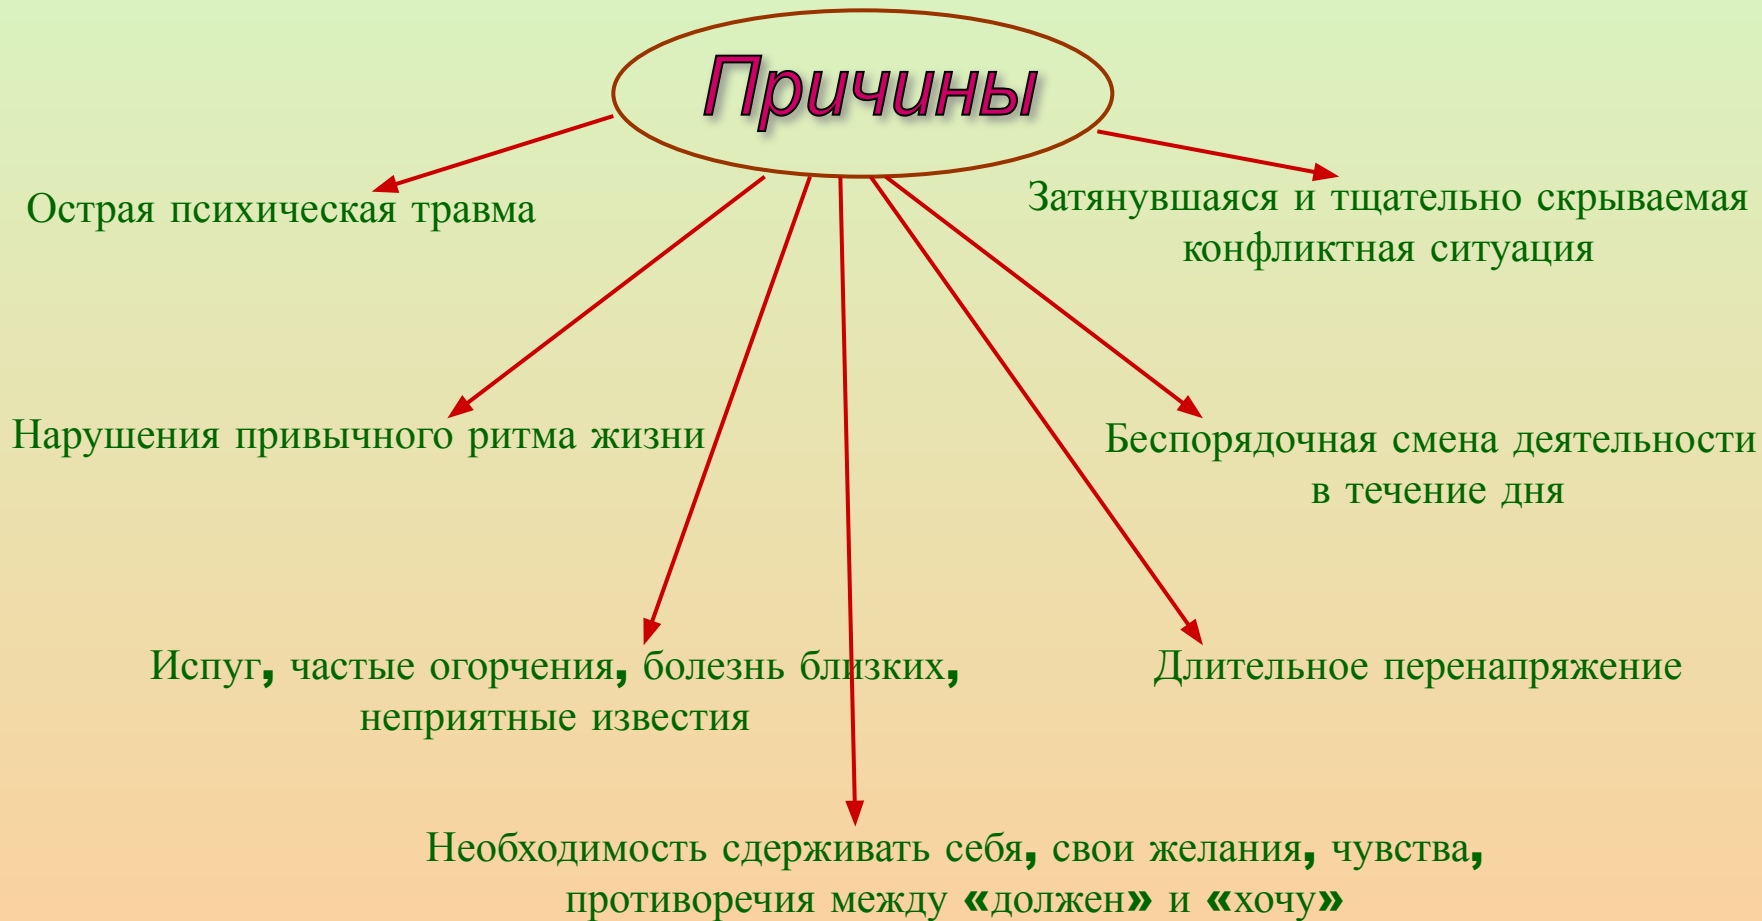 Причины
Острая психическая травма
Затянувшаяся и тщательно скрываемая
конфликтная ситуация
Нарушения привычного ритма жизни
Беспорядочная смена деятельности
в течение дня
Испуг, частые огорчения, болезнь близких,
неприятные известия
Длительное перенапряжение
Необходимость сдерживать себя, свои желания, чувства,
противоречия между «должен» и «хочу»